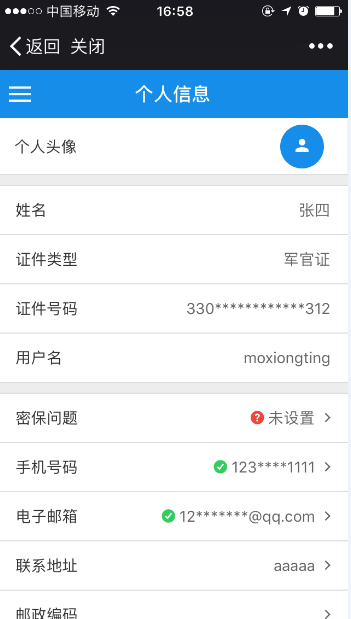 中国移动 16:58
返回 关闭
个人信息
个人头像
姓名 张四
证件类型 军官证
证件号码 330************312
用户名 moxiongting
密保问题 未设置
手机号码 123****1111
电子邮箱 12*******@qq.com
联系地址 aaaaa
邮政编码